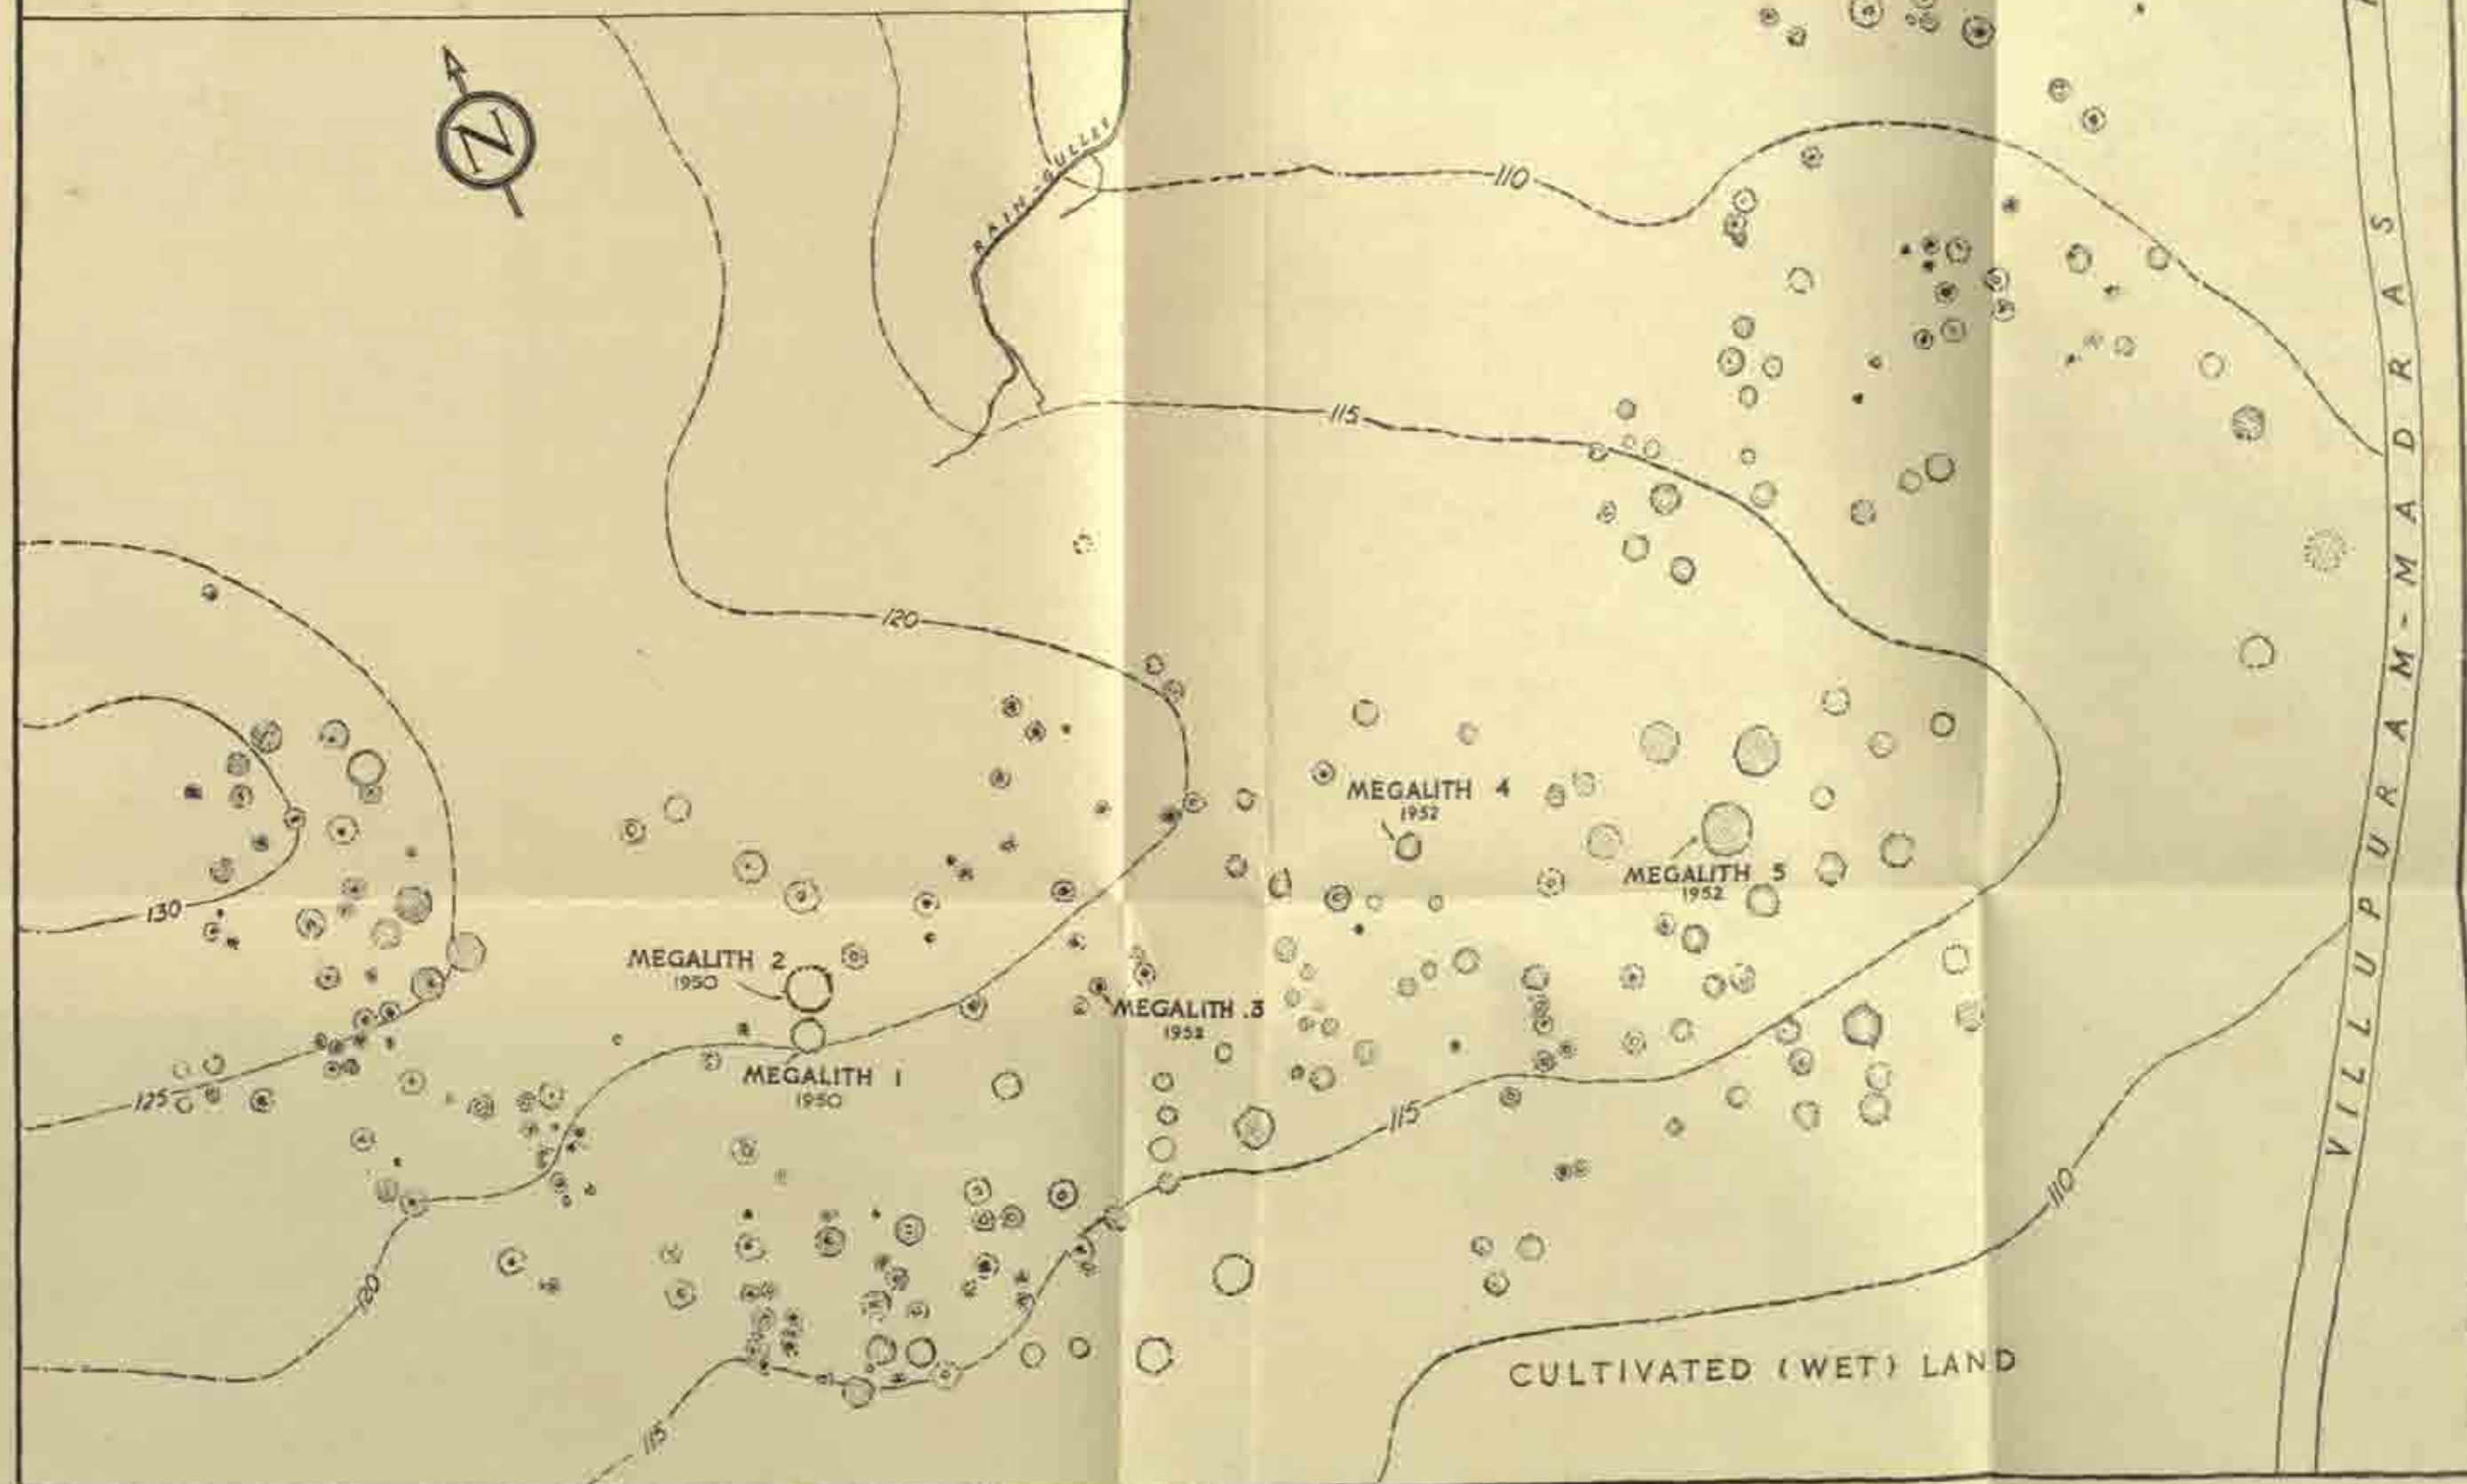 N
RAIN-GULLEY
110
115
120
130
125
MEGALITH 4
1952
MEGALITH 5
1952
MEGALITH 2
1950
MEGALITH .3
1952
MEGALITH 1
1950
115
110
120
115
CULTIVATED (WET) LAND
VILLUPURAM-MADRAS